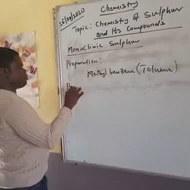 Chemistry
Topic: Chemistry of Sulphur
and Its Compounds
Monoclinic Sulphur
Preparation:
Methyl benzene (Toluene)